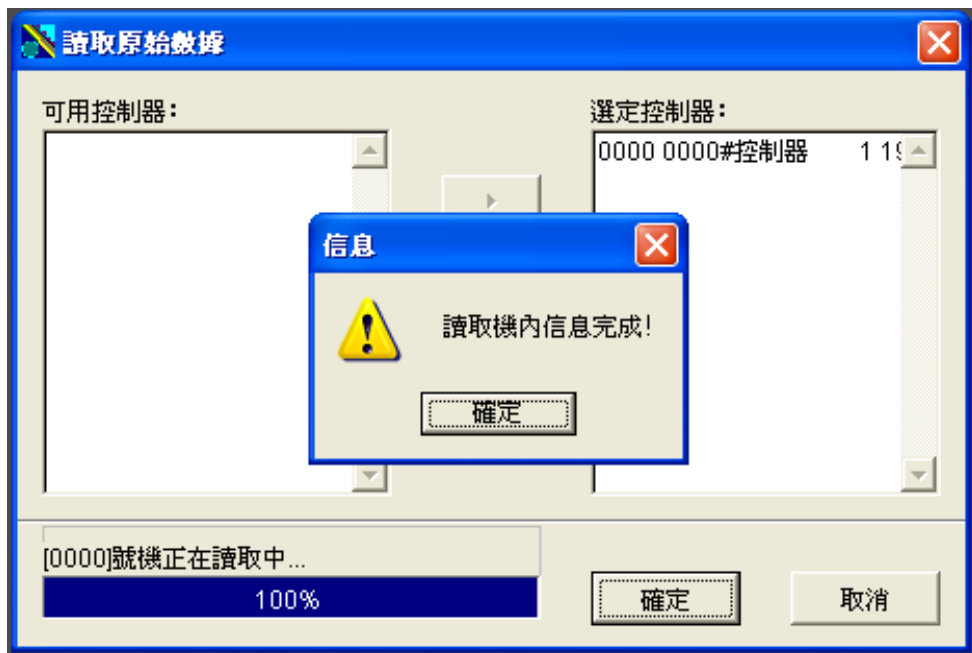 讀取原始數據
可用控制器：
選定控制器：
0000 0000#控制器 1 19
信息
讀取機內信息完成!
確定
[0000]號機正在讀取中...
100%
確定
取消